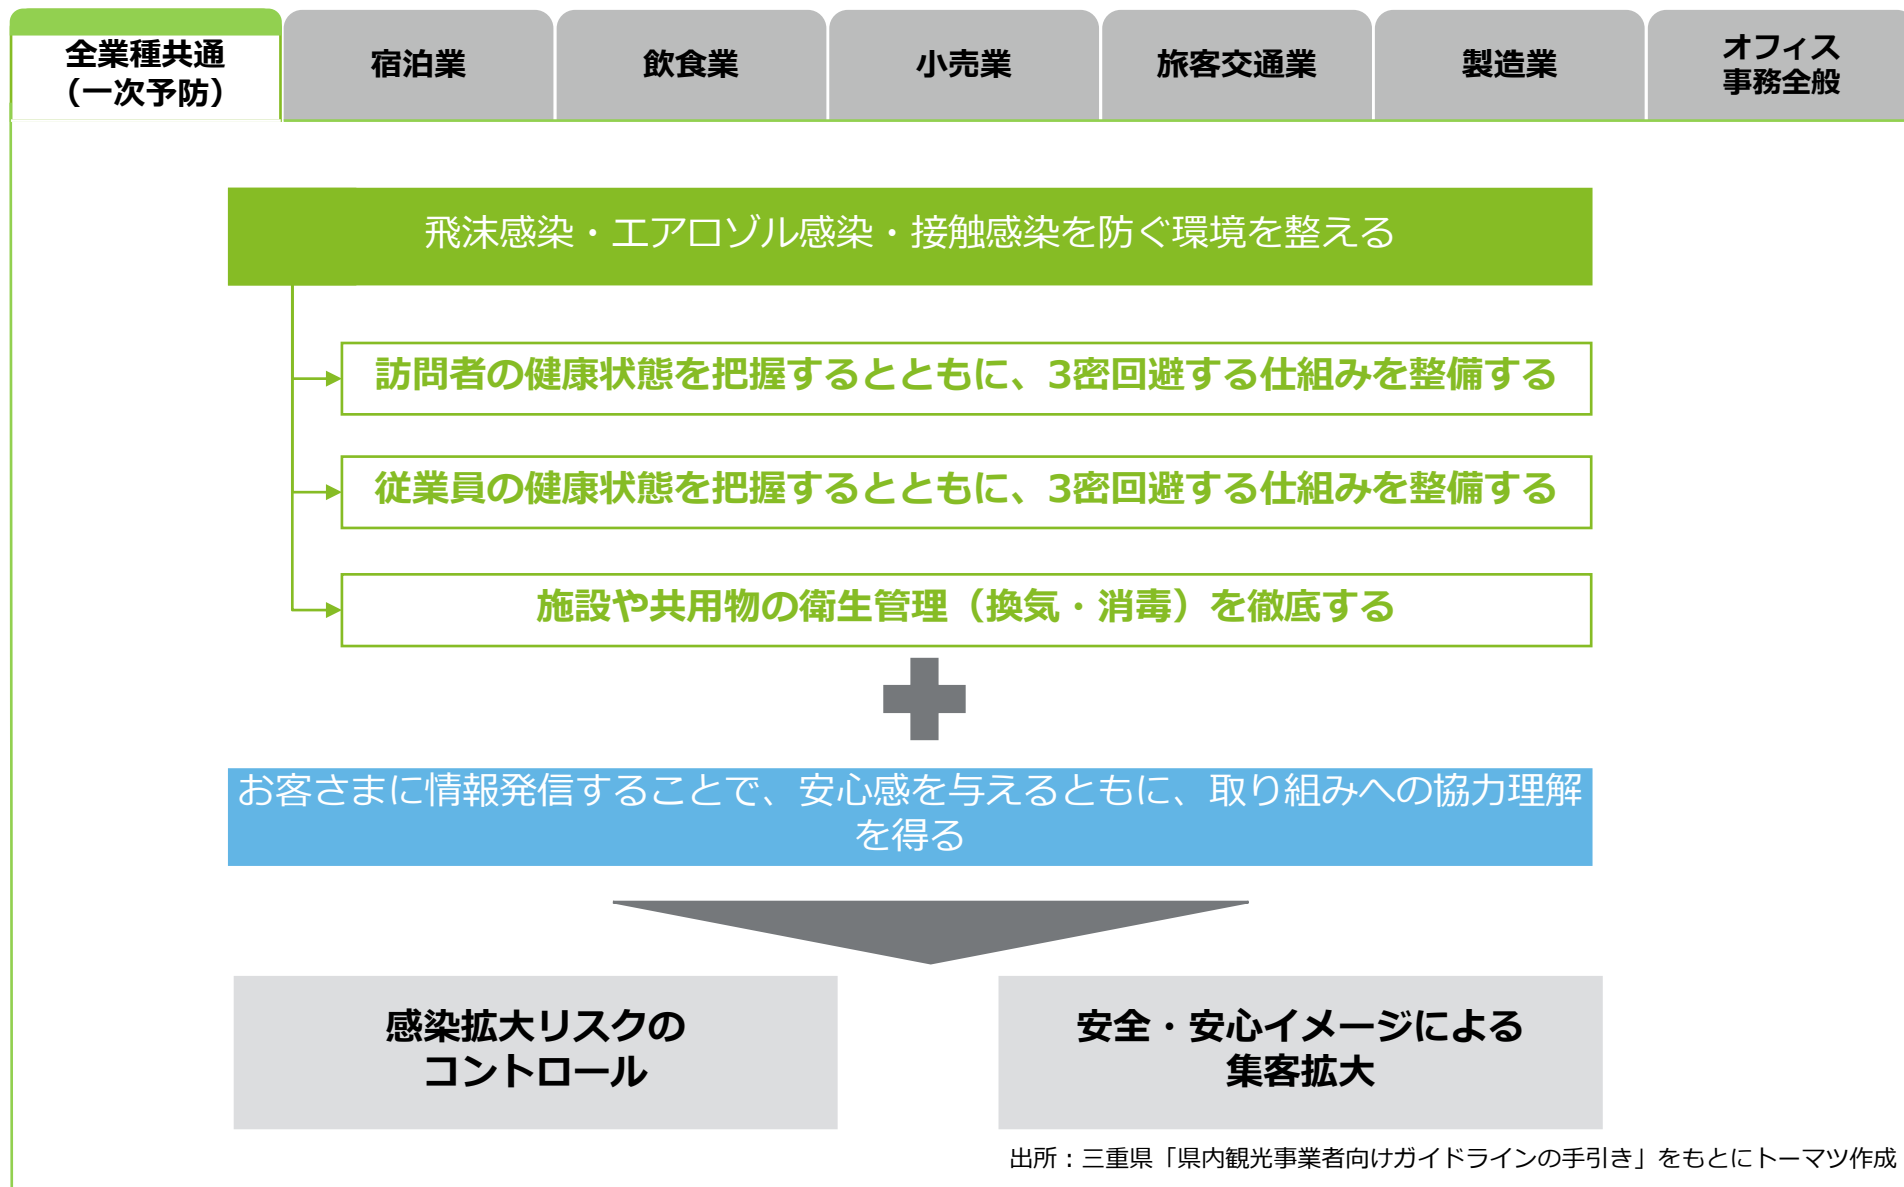 全業種共通
（一次予防）
宿泊業
飲食業
小売業
旅客交通業
製造業
オフィス
事務全般
飛沫感染・エアロゾル感染・接触感染を防ぐ環境を整える
訪問者の健康状態を把握するとともに、3密回避する仕組みを整備する
従業員の健康状態を把握するとともに、3密回避する仕組みを整備する
施設や共用物の衛生管理（換気・消毒）を徹底する
お客さまに情報発信することで、安心感を与えるともに、取り組みへの協力理解
を得る
感染拡大リスクの
コントロール
安全・安心イメージによる
集客拡大
出所：三重県「県内観光事業者向けガイドラインの手引き」をもとにトーマツ作成